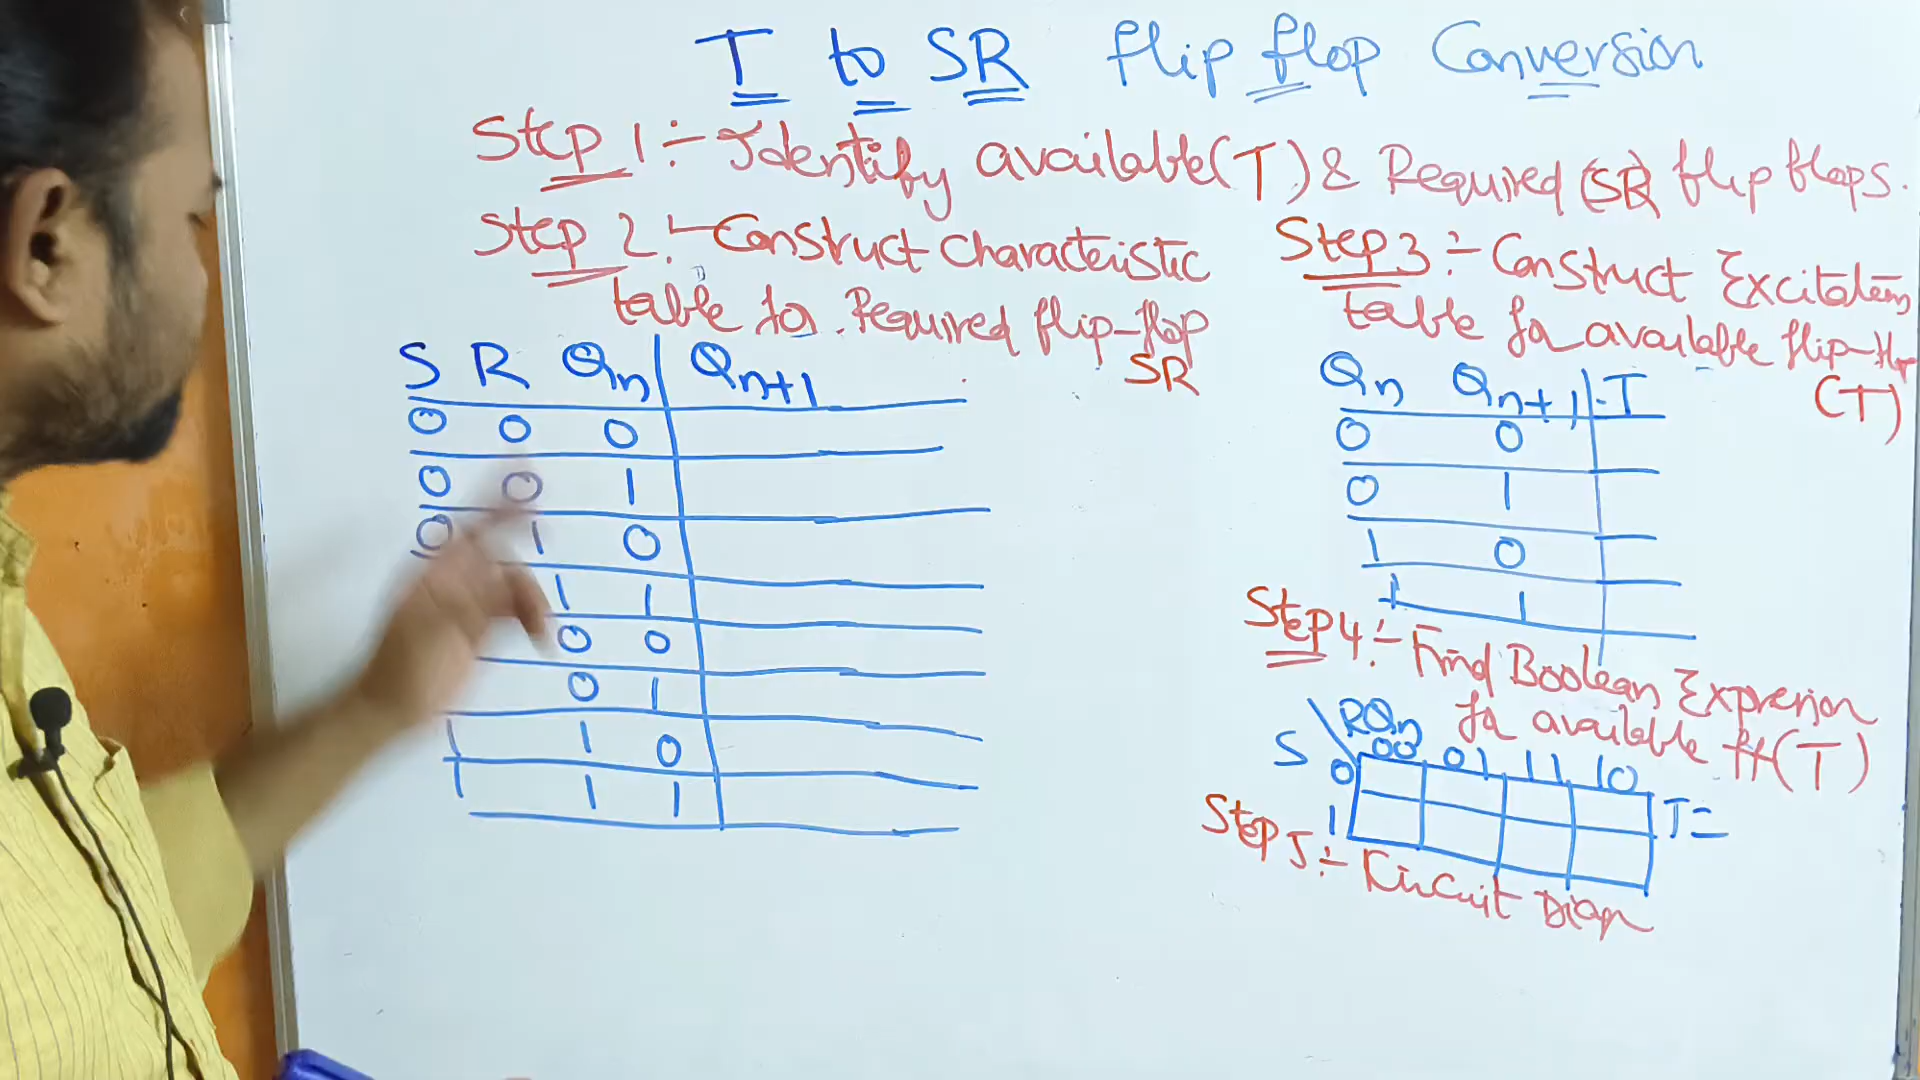 T to SR flip flop Conversion
Step 1 :- Identify available (T) & Required (SR) flip flops.
Step 2 :- Construct Characteristic
table for Required flip-flop
SR
S R Qn Qn+1
0 0 0
0 0 1
0 1 0
1 1
0 0
0 1
1 1 0
1 1 1
Step 3 :- Construct Excitation
table for available flip-flop
(T)
Qn Qn+1 T
0 0
0 1
1 0
1 1
Step 4 :- Find Boolean Expression
for available ff (T)
S RQn
00 01 11 10
0
1
T =
Step 5 :- Circuit Diagr